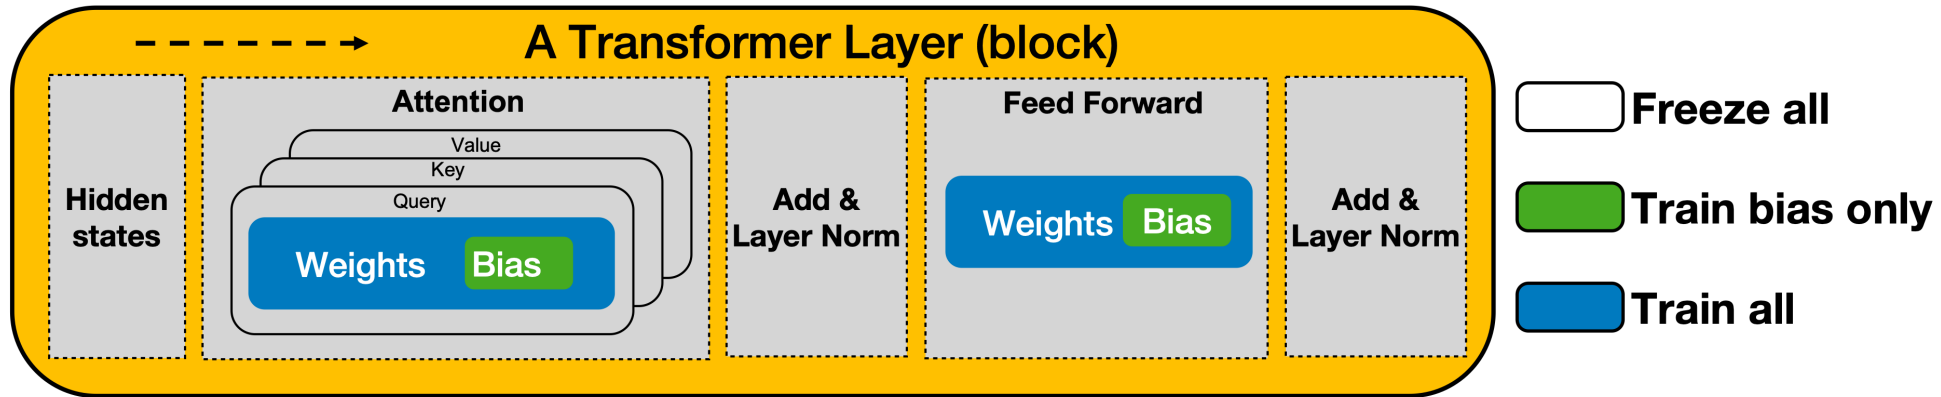 A Transformer Layer (block)
Hidden
states
Attention
Value
Key
Query
Weights Bias
Add &
Layer Norm
Feed Forward
Weights Bias
Add &
Layer Norm
Freeze all
Train bias only
Train all